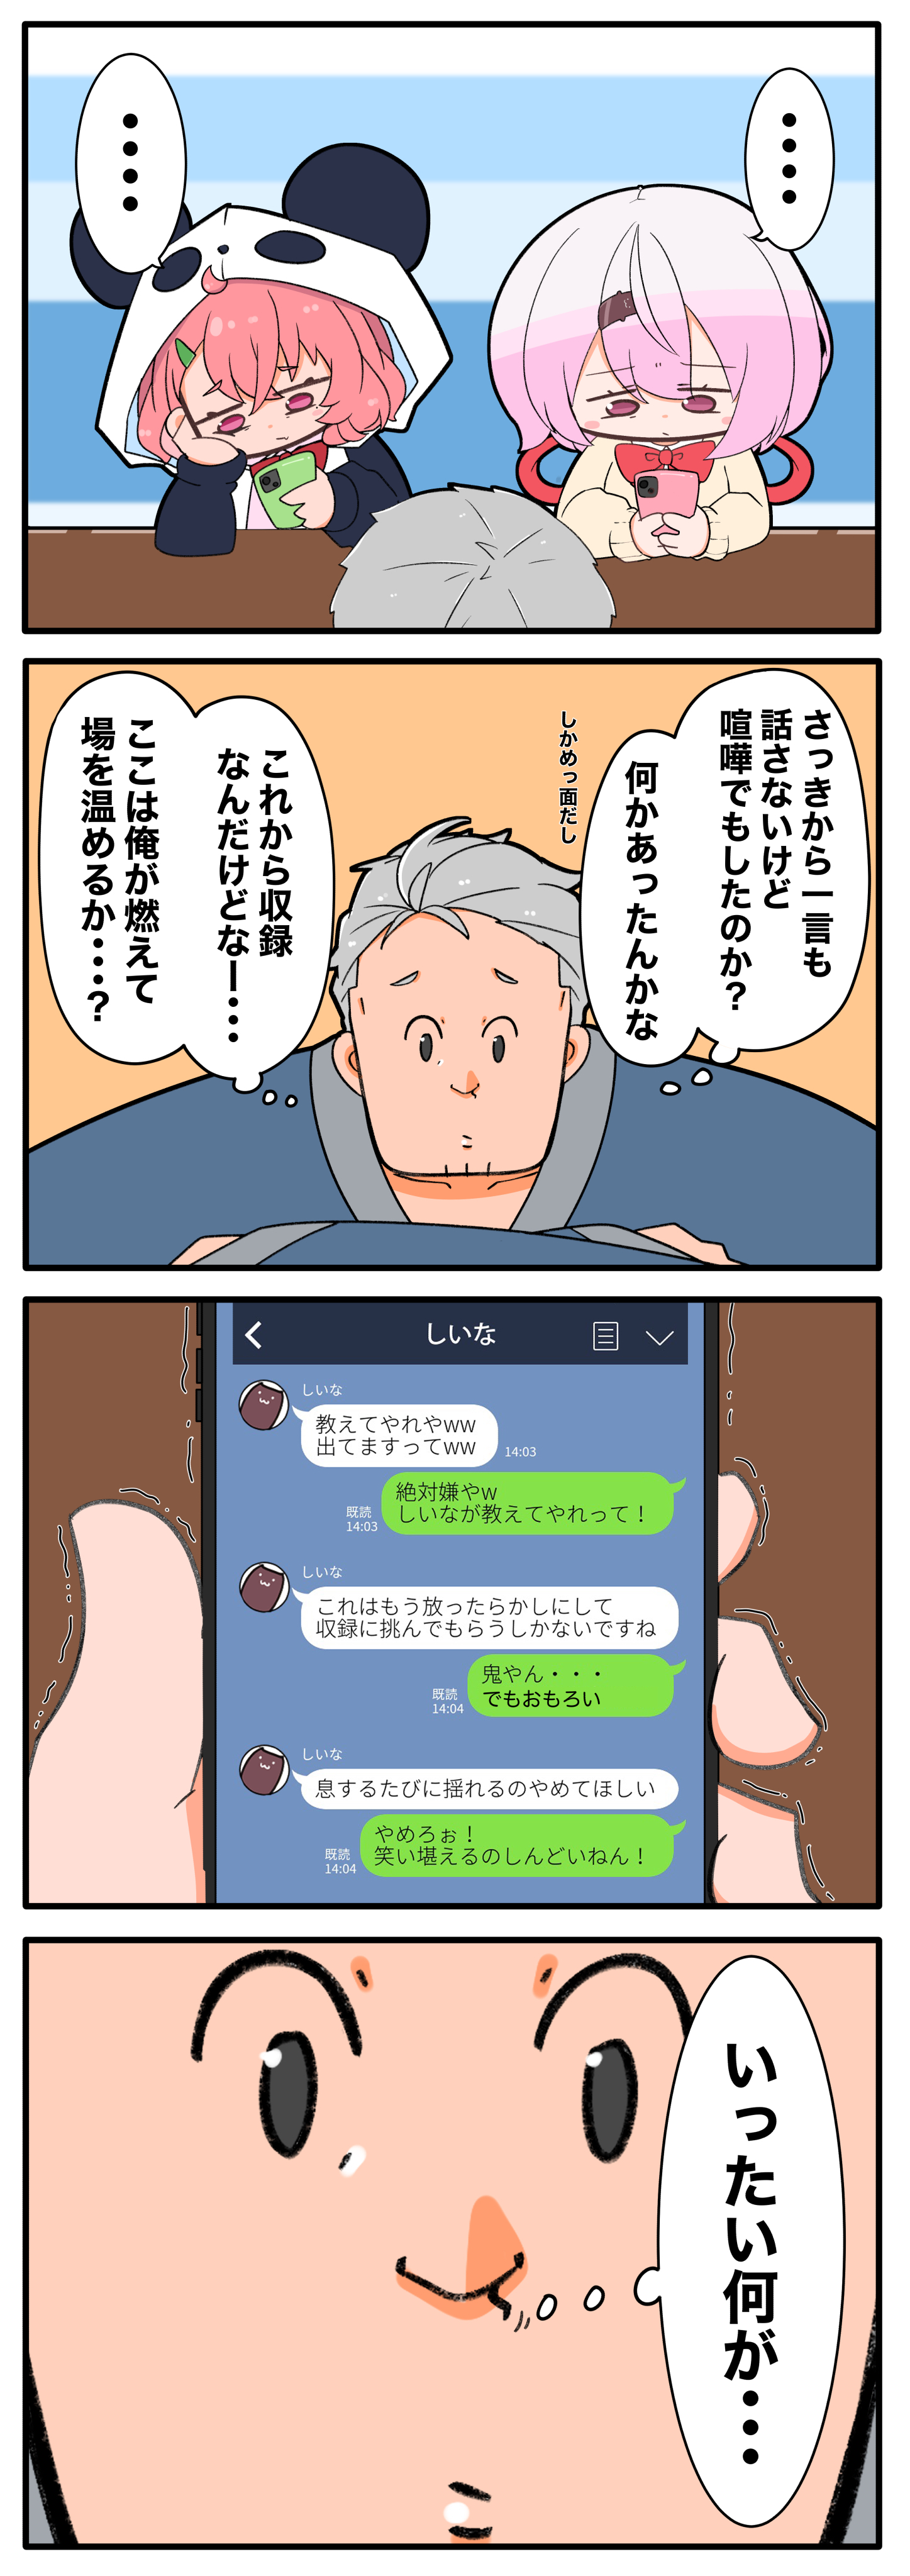 ・・・・
・・・・
さっきから一言も
話さないけど
喧嘩でもしたのか？
何かあったんかな
しかめっ面だし
これから収録
なんだけどなー・・・
ここは俺が燃えて
場を温めるか・・・？
しいな
しいな
教えてやれやww
出てますってww
14:03
絶対嫌やw
しいなが教えてやれって！
既読
14:03
しいな
これはもう放ったらかしにして
収録に挑んでもらうしかないですね
鬼やん・・・
でもおもろい
既読
14:04
しいな
息するたびに揺れるのやめてほしい
やめろぉ！
笑い堪えるのしんどいねん！
既読
14:04
いったい何が・・・